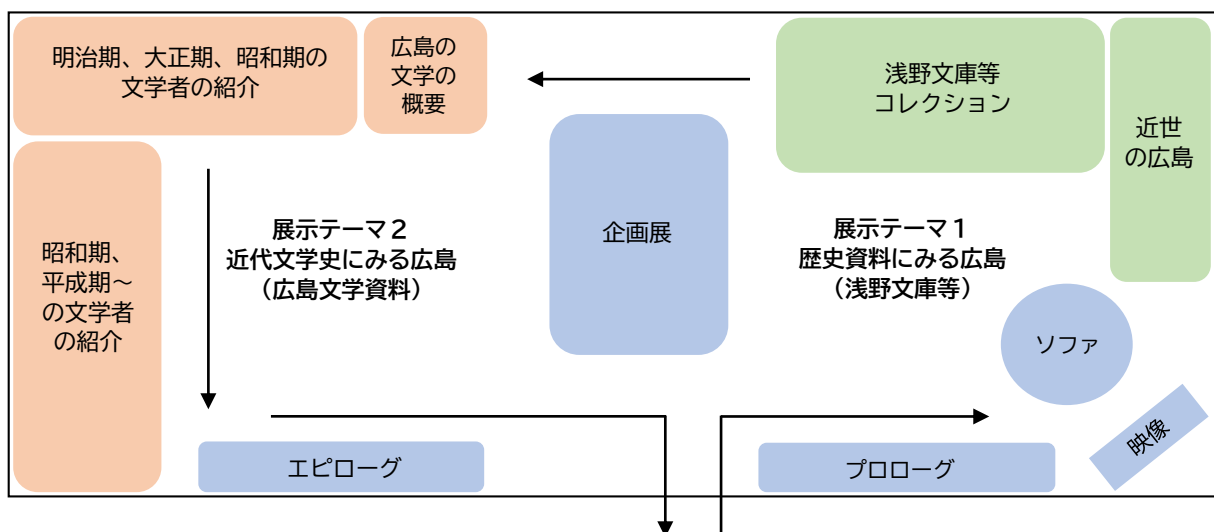 明治期、大正期、昭和期の
文学者の紹介
広島の
文学の
概要
浅野文庫等
コレクション
近世
の広島
昭和期、
平成期～
の文学者
の紹介
展示テーマ２
近代文学史にみる広島
（広島文学資料）
企画展
展示テーマ１
歴史資料にみる広島
（浅野文庫等）
ソファ
映像
エピローグ
プロローグ